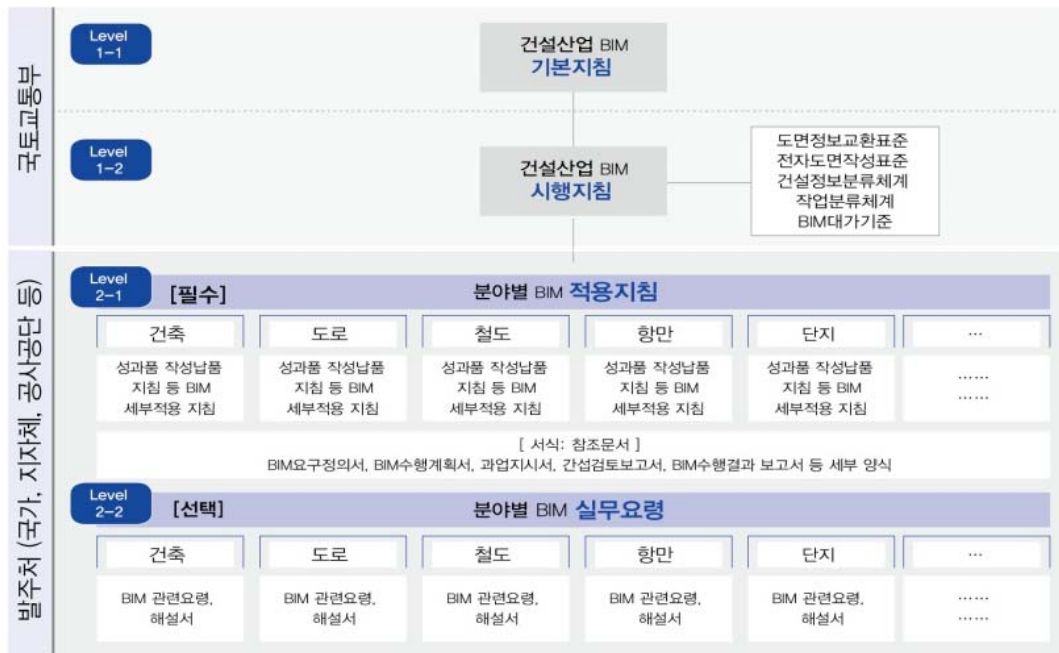 국토교통부
Level
1-1
건설산업 BIM
기본지침
Level
1-2
건설산업 BIM
시행지침
도면정보교환표준
전자도면작성표준
건설정보분류체계
작업분류체계
BIM대가기준
발주처 (국가, 지자체, 공사공단 등)
Level
2-1
[필수]
분야별 BIM 적용지침
건축
도로
철도
항만
단지
…
성과품 작성납품
지침 등 BIM
세부적용 지침
성과품 작성납품
지침 등 BIM
세부적용 지침
성과품 작성납품
지침 등 BIM
세부적용 지침
성과품 작성납품
지침 등 BIM
세부적용 지침
성과품 작성납품
지침 등 BIM
세부적용 지침
……
……
[ 서식: 참조문서 ]
BIM요구정의서, BIM수행계획서, 과업지시서, 간섭검토보고서, BIM수행결과 보고서 등 세부 양식
Level
2-2
[선택]
분야별 BIM 실무요령
건축
도로
철도
항만
단지
…
BIM 관련요령,
해설서
BIM 관련요령,
해설서
BIM 관련요령,
해설서
BIM 관련요령,
해설서
BIM 관련요령,
해설서
……
……